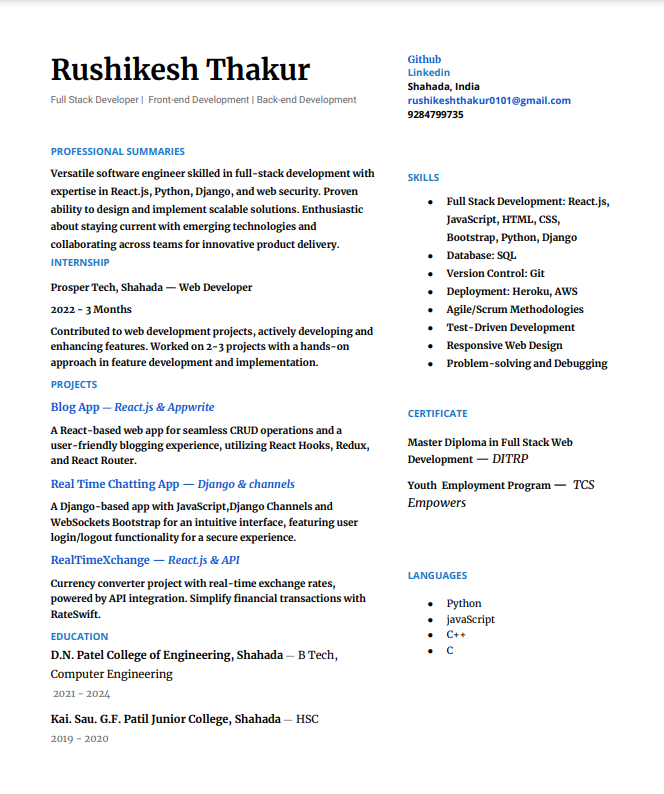 Rushikesh Thakur
Full Stack Developer | Front-end Development | Back-end Development
PROFESSIONAL SUMMARIES
Versatile software engineer skilled in full-stack development with
expertise in React.js, Python, Django, and web security. Proven
ability to design and implement scalable solutions. Enthusiastic
about staying current with emerging technologies and
collaborating across teams for innovative product delivery.
INTERNSHIP
Prosper Tech, Shahada — Web Developer
2022 - 3 Months
Contributed to web development projects, actively developing and
enhancing features. Worked on 2-3 projects with a hands-on
approach in feature development and implementation.
PROJECTS
Blog App — React.js & Appwrite
A React-based web app for seamless CRUD operations and a
user-friendly blogging experience, utilizing React Hooks, Redux,
and React Router.
Real Time Chatting App — Django & channels
A Django-based app with JavaScript,Django Channels and
WebSockets Bootstrap for an intuitive interface, featuring user
login/logout functionality for a secure experience.
RealTimeXchange — React.js & API
Currency converter project with real-time exchange rates,
powered by API integration. Simplify financial transactions with
RateSwift.
EDUCATION
D.N. Patel College of Engineering, Shahada — B Tech,
Computer Engineering
2021 - 2024
Kai. Sau. G.F. Patil Junior College, Shahada — HSC
2019 - 2020
Github
Linkedin
Shahada, India
rushikeshthakur0101@gmail.com
9284799735
SKILLS
● Full Stack Development: React.js,
JavaScript, HTML, CSS,
Bootstrap, Python, Django
● Database: SQL
● Version Control: Git
● Deployment: Heroku, AWS
● Agile/Scrum Methodologies
● Test-Driven Development
● Responsive Web Design
● Problem-solving and Debugging
CERTIFICATE
Master Diploma in Full Stack Web
Development — DITRP
Youth Employment Program — TCS
Empowers
LANGUAGES
● Python
● javaScript
● C++
● C